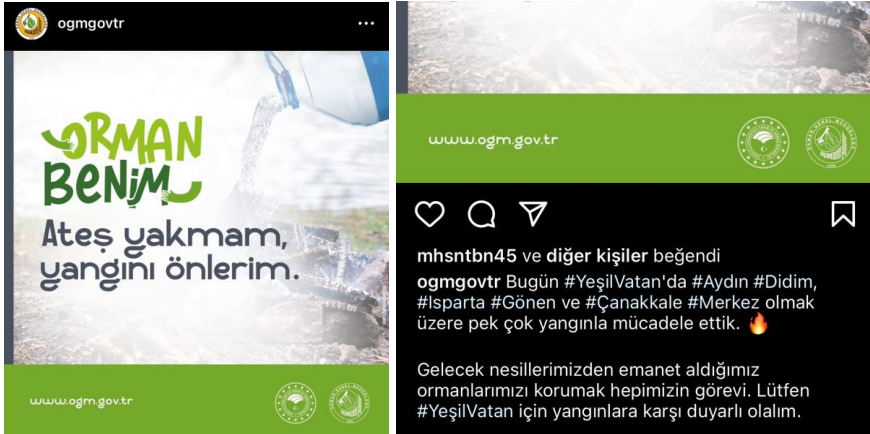 ogmgovtr
ORMAN
BENiM
Ateş yakmam,
yangını önlerim.
www.ogm.gov.tr
www.ogm.gov.tr
mhsntbn45 ve diğer kişiler beğendi
ogmgovtr Bugün #YeşilVatan'da #Aydın #Didim,
#Isparta #Gönen ve #Çanakkale #Merkez olmak
üzere pek çok yangınla mücadele ettik. 🔥
Gelecek nesillerimizden emanet aldığımız
ormanlarımızı korumak hepimizin görevi. Lütfen
#YeşilVatan için yangınlara karşı duyarlı olalım.